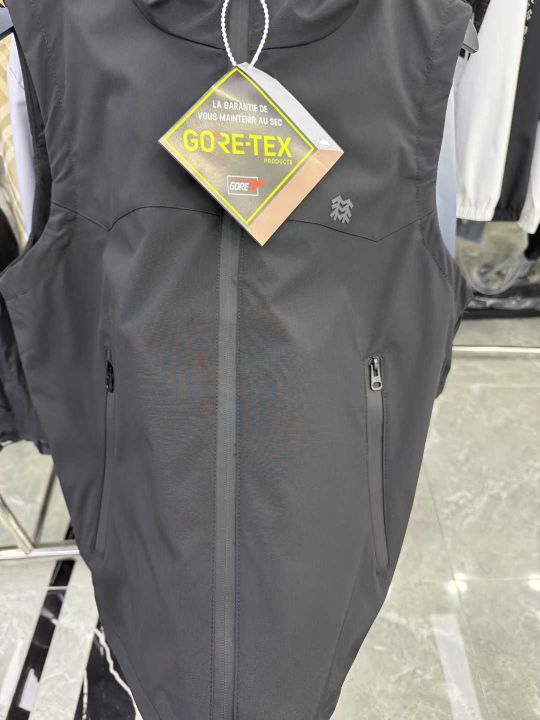 LA GARANTIE DE
VOUS MAINTENIR AU SEC
GORE-TEX
PRODUCTS
GORE